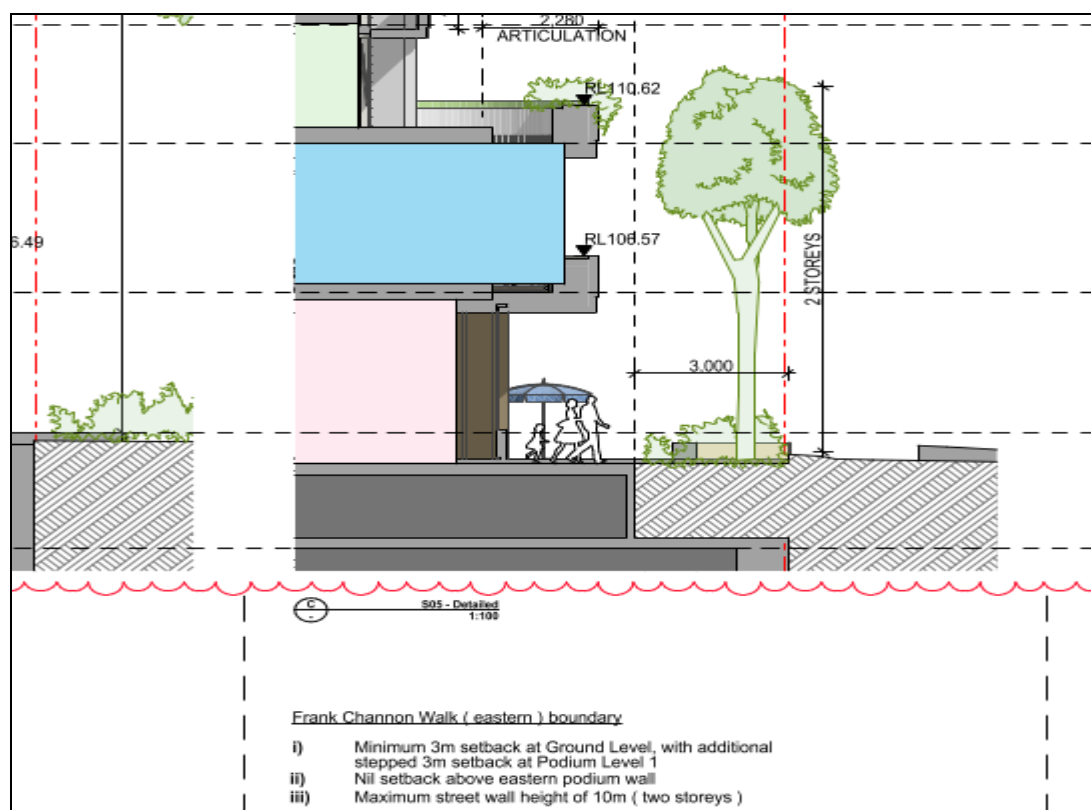 2,280
ARTICULATION
RL110.62
6.49
RL106.57
2 STOREYS
3.000
C
-
S05 - Detailed
1:100
Frank Channon Walk ( eastern ) boundary
i) Minimum 3m setback at Ground Level, with additional
stepped 3m setback at Podium Level 1
ii) Nil setback above eastern podium wall
iii) Maximum street wall height of 10m ( two storeys )